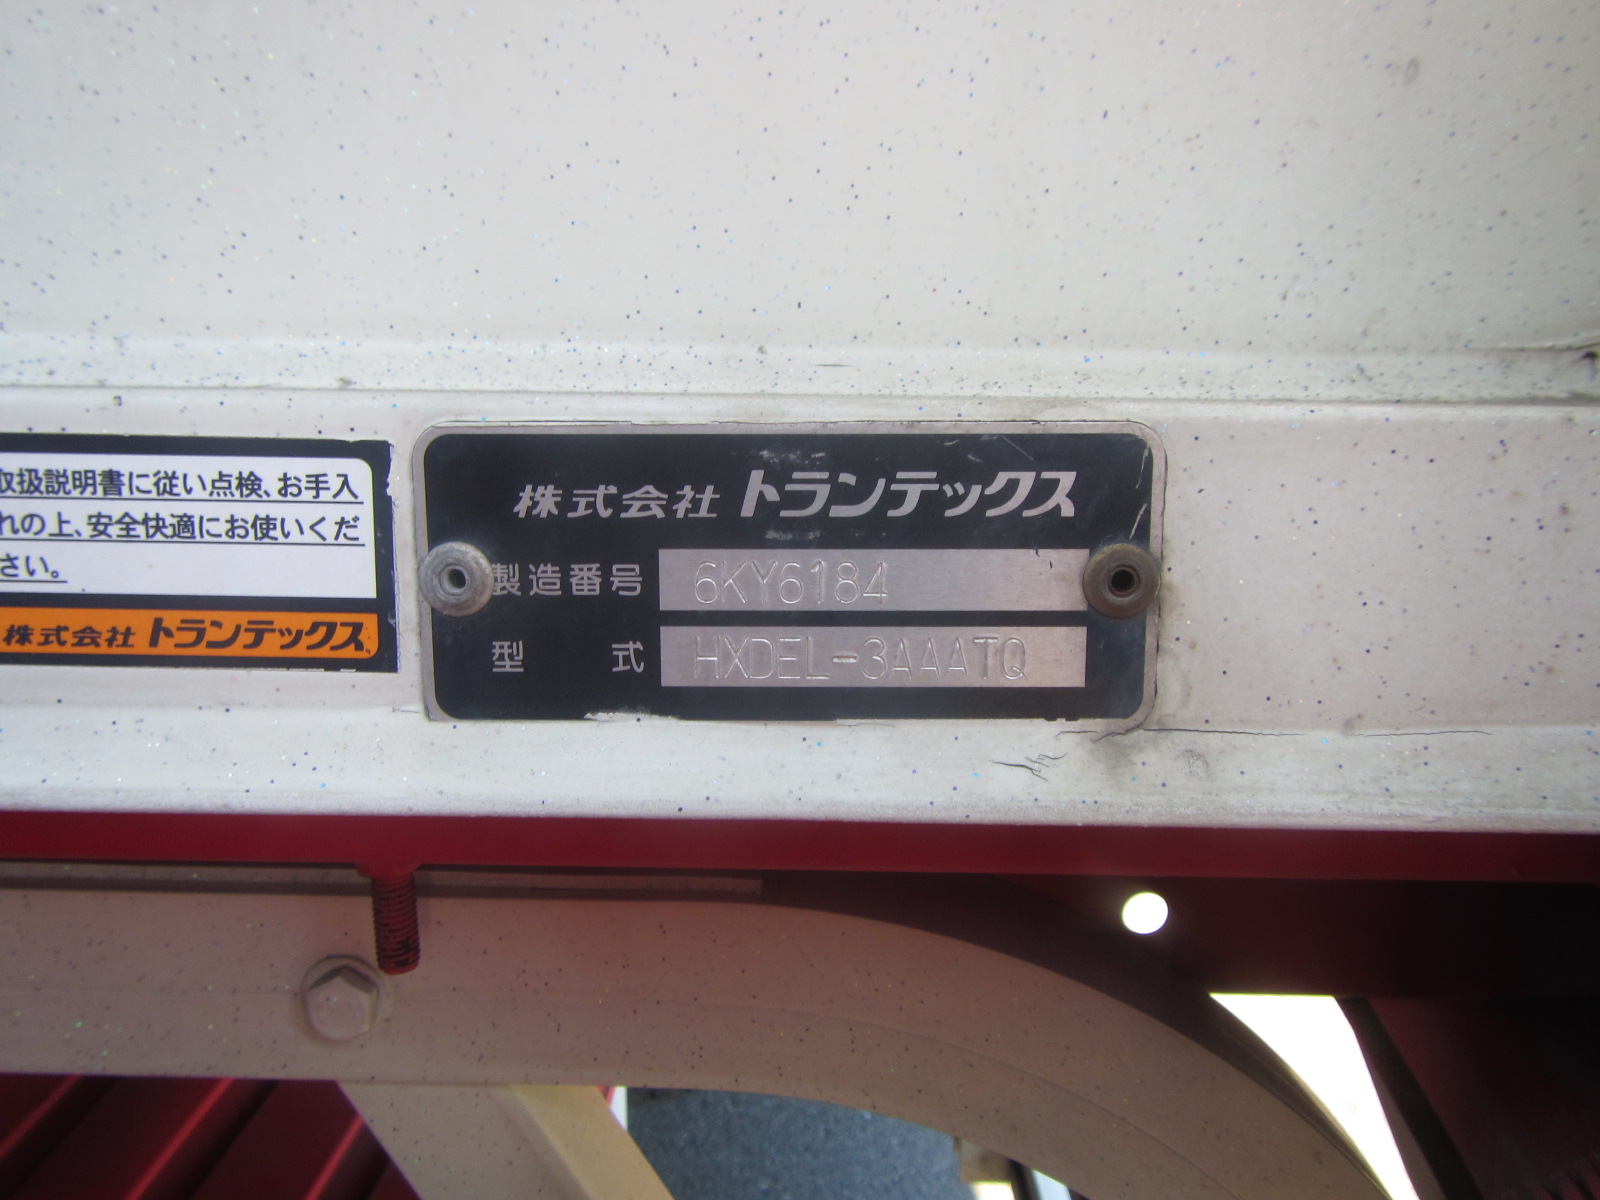 取扱説明書に従い点検、お手入
れの上、安全快適にお使いくだ
さい。
株式会社 トランテックス
株式会社 トランテックス
製造番号 6KY6184
型 式 HXDEL-3AAATQ